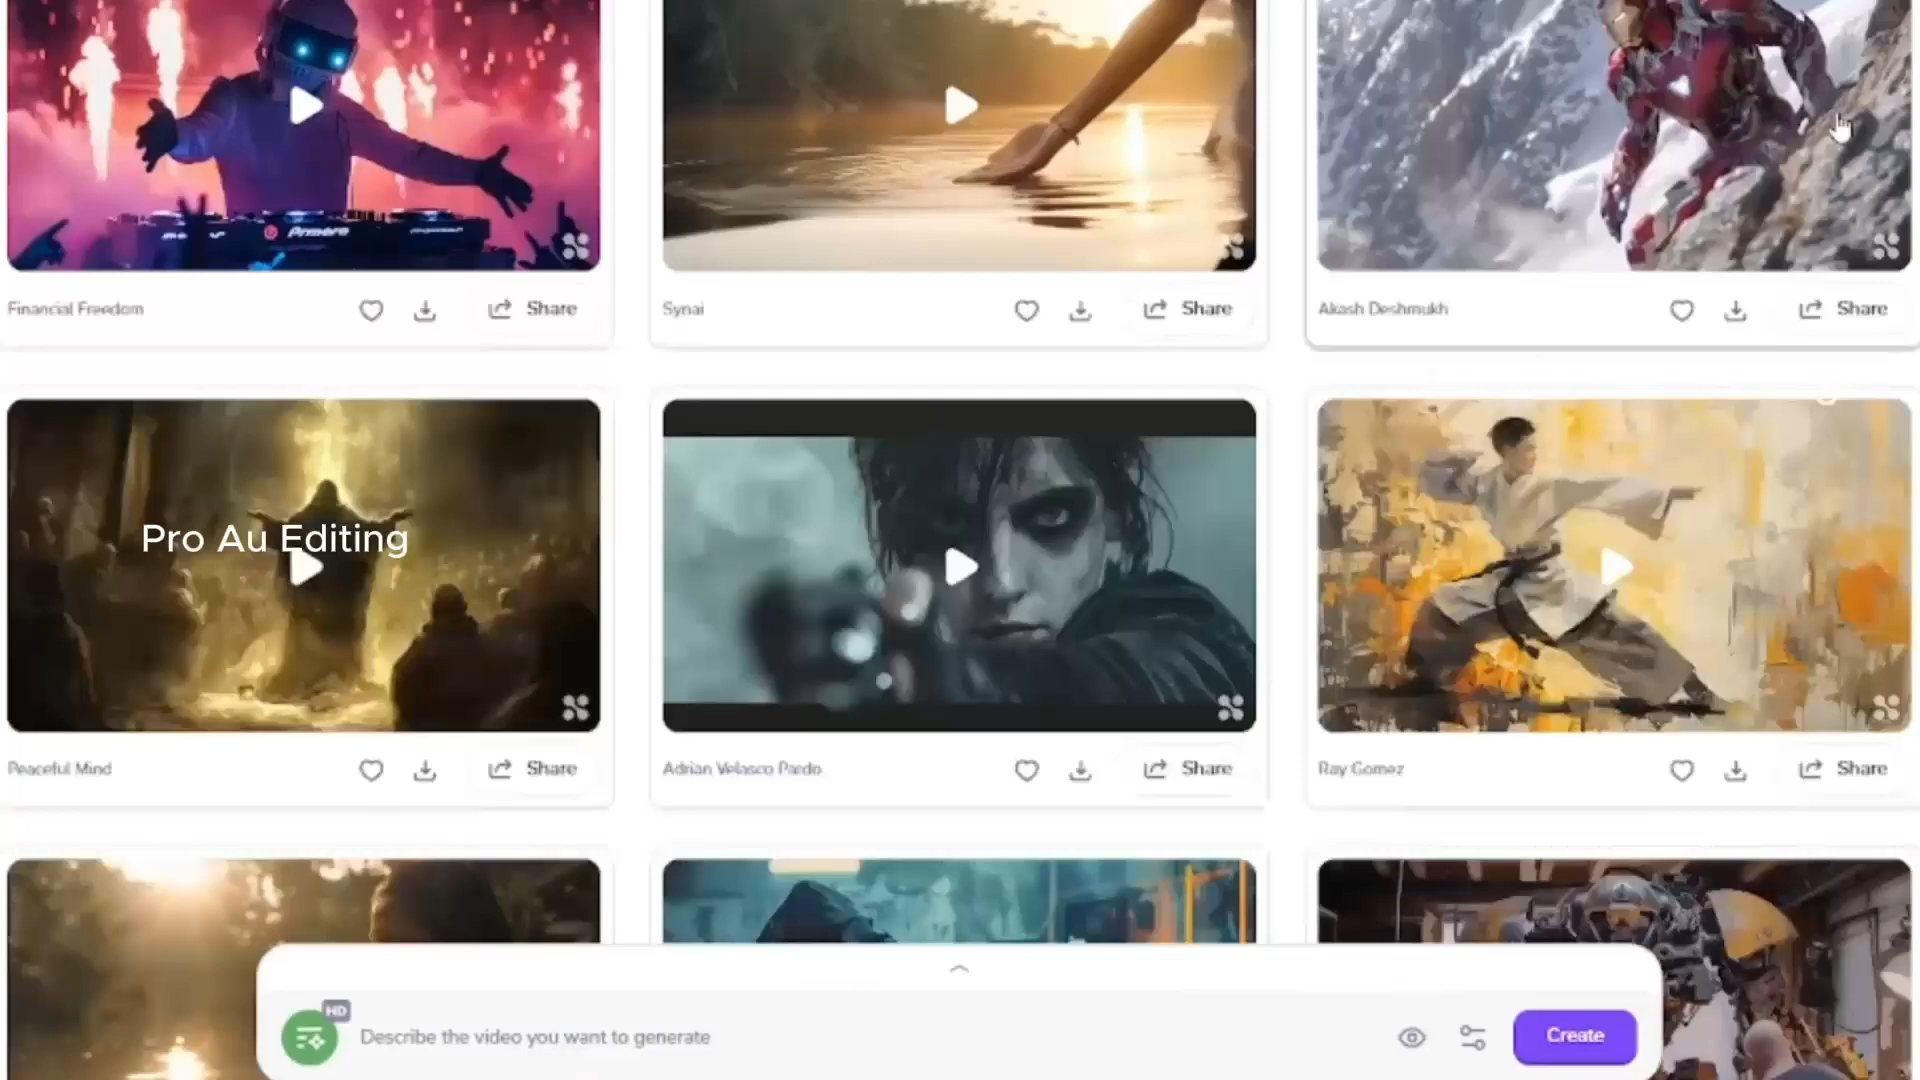 Financial Freedom
Share
Synai
Share
Akash Deshmukh
Share
Pro Au Editing
Peaceful Mind
Share
Adrian Velasco Pardo
Share
Ray Gomez
Share
HD
Describe the video you want to generate
Create